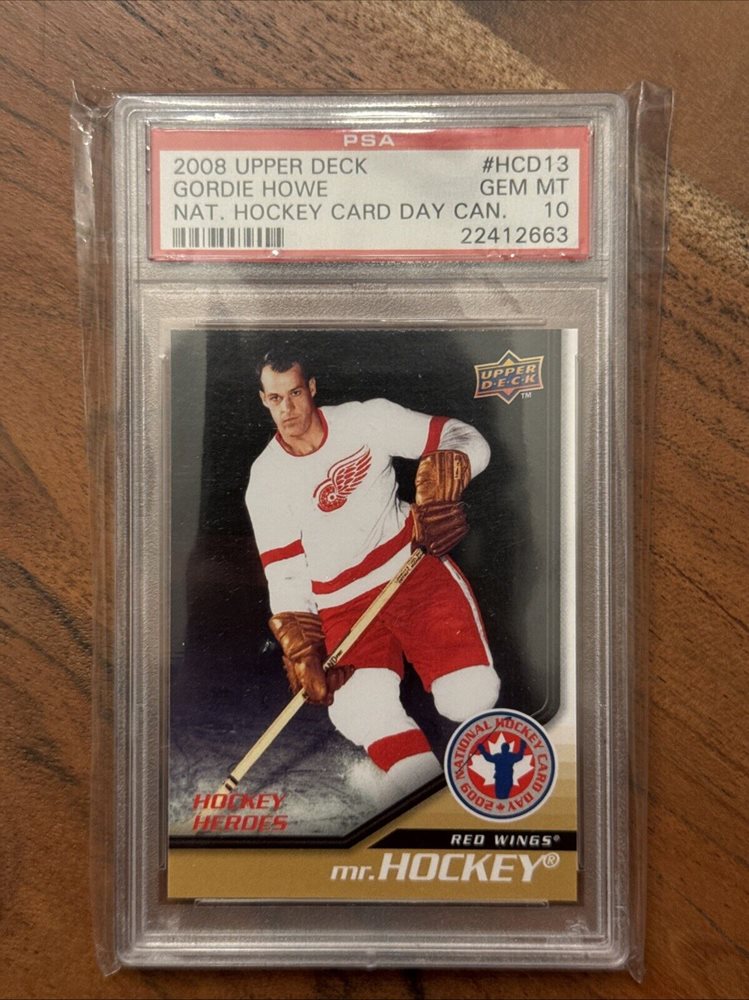 PSA
2008 UPPER DECK #HCD13
GORDIE HOWE GEM MT
NAT. HOCKEY CARD DAY CAN. 10
22412663
UPPER
D·E·C·K
TM
2009 NATIONAL HOCKEY CARD DAY
HOCKEY
HEROES
RED WINGS®
mr.HOCKEY®